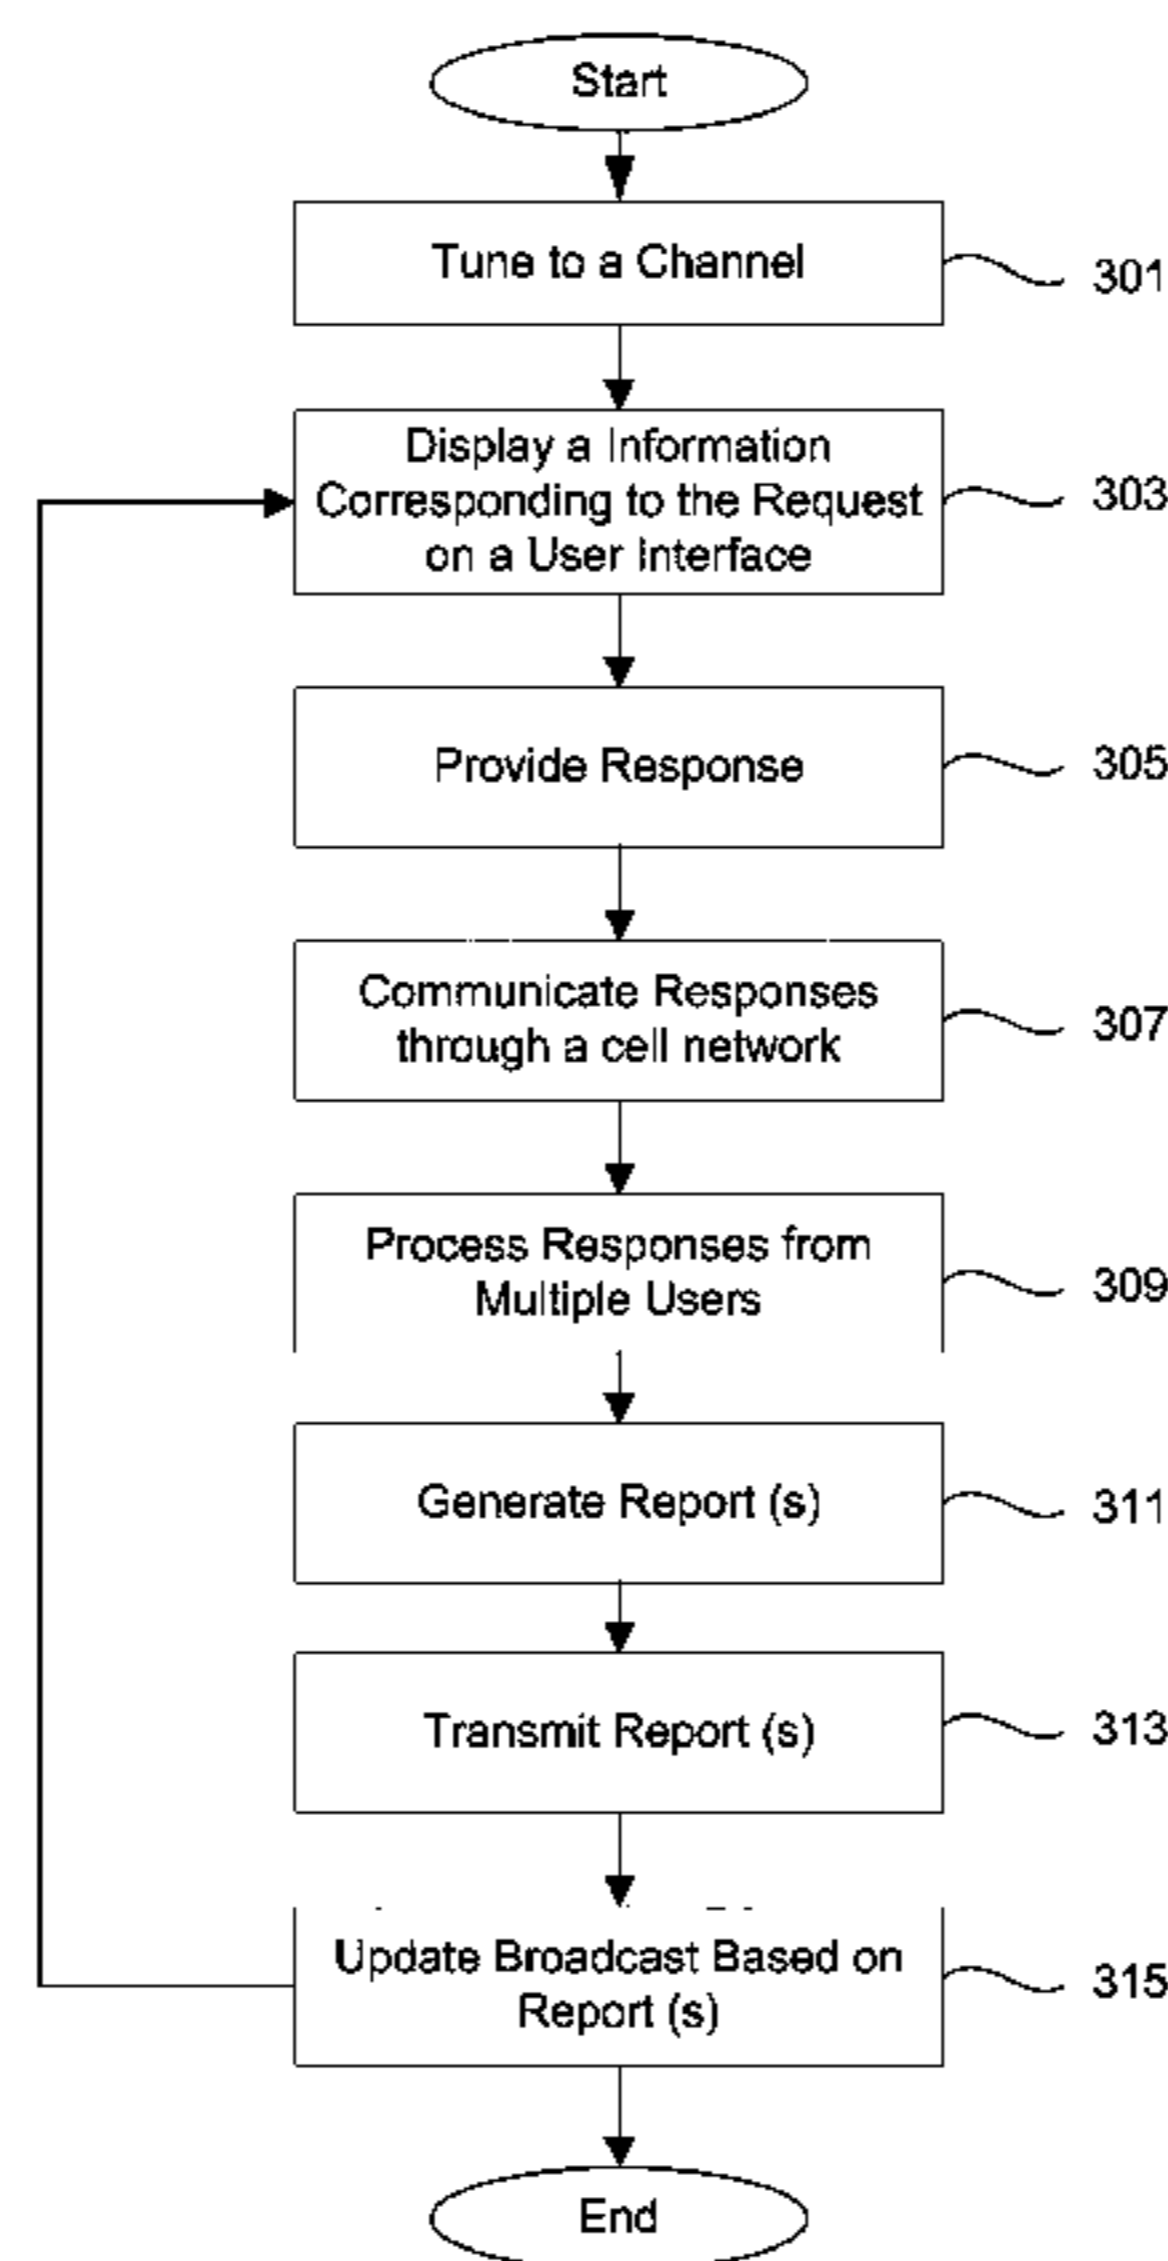 Start
Tune to a Channel
301
Display a Information
Corresponding to the Request
on a User Interface
303
Provide Response
305
Communicate Responses
through a cell network
307
Process Responses from
Multiple Users
309
Generate Report (s)
311
Transmit Report (s)
313
Update Broadcast Based on
Report (s)
315
End